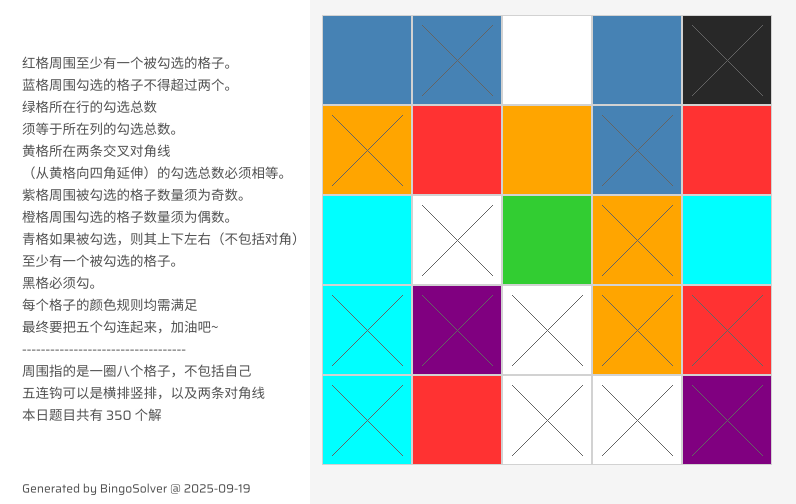 红格周围至少有一个被勾选的格子。
蓝格周围勾选的格子不得超过两个。
绿格所在行的勾选总数
须等于所在列的勾选总数。
黄格所在两条交叉对角线
（从黄格向四角延伸）的勾选总数必须相等。
紫格周围被勾选的格子数量须为奇数。
橙格周围勾选的格子数量须为偶数。
青格如果被勾选，则其上下左右（不包括对角）
至少有一个被勾选的格子。
黑格必须勾。
每个格子的颜色规则均需满足
最终要把五个勾连起来，加油吧~
-----------------------------------
周围指的是一圈八个格子，不包括自己
五连钩可以是横排竖排，以及两条对角线
本日题目共有 350 个解
Generated by BingoSolver @ 2025-09-19